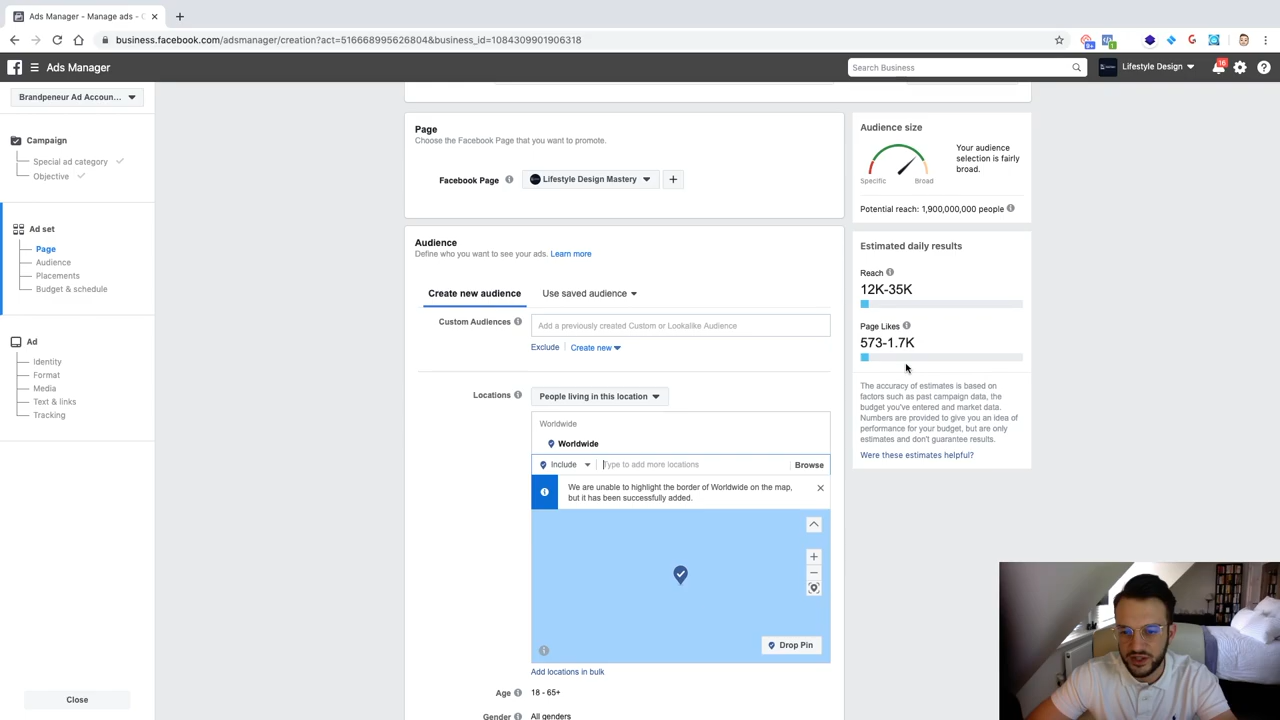 Ads Manager - Manage ads - C
business.facebook.com/adsmanager/creation?act=516668995626804&business_id=1084309901906318
Ads Manager
Search Business
Lifestyle Design
16
Brandpeneur Ad Accoun...
Campaign
Special ad category
Objective
Ad set
Page
Audience
Placements
Budget & schedule
Ad
Identity
Format
Media
Text & links
Tracking
Close
Page
Choose the Facebook Page that you want to promote.
Facebook Page
Lifestyle Design Mastery
Audience
Define who you want to see your ads. Learn more
Create new audience
Use saved audience
Custom Audiences
Add a previously created Custom or Lookalike Audience
Exclude
Create new
Locations
People living in this location
Worldwide
Worldwide
Include
Type to add more locations
Browse
We are unable to highlight the border of Worldwide on the map,
but it has been successfully added.
Drop Pin
Add locations in bulk
Age
18 - 65+
Gender
All genders
Audience size
Specific
Broad
Your audience
selection is fairly
broad.
Potential reach: 1,900,000,000 people
Estimated daily results
Reach
12K-35K
Page Likes
573-1.7K
The accuracy of estimates is based on
factors such as past campaign data, the
budget you've entered and market data.
Numbers are provided to give you an idea of
performance for your budget, but are only
estimates and don't guarantee results.
Were these estimates helpful?